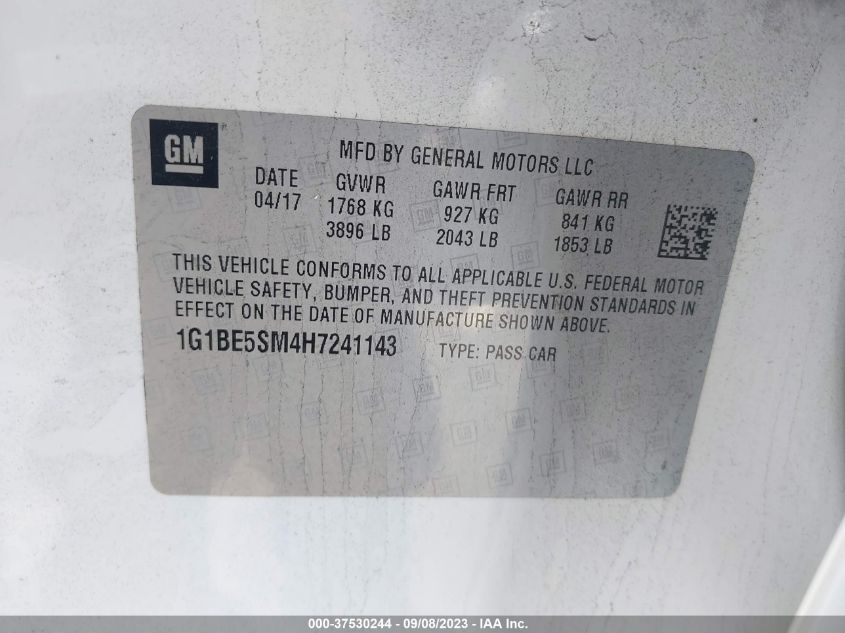 GM
MFD BY GENERAL MOTORS LLC
DATE GVWR GAWR FRT GAWR RR
04/17 1768 KG 927 KG 841 KG
3896 LB 2043 LB 1853 LB
THIS VEHICLE CONFORMS TO ALL APPLICABLE U.S. FEDERAL MOTOR
VEHICLE SAFETY, BUMPER, AND THEFT PREVENTION STANDARDS IN
EFFECT ON THE DATE OF MANUFACTURE SHOWN ABOVE.
1G1BE5SM4H7241143 TYPE: PASS CAR
000-37530244 - 09/08/2023 - IAA Inc.